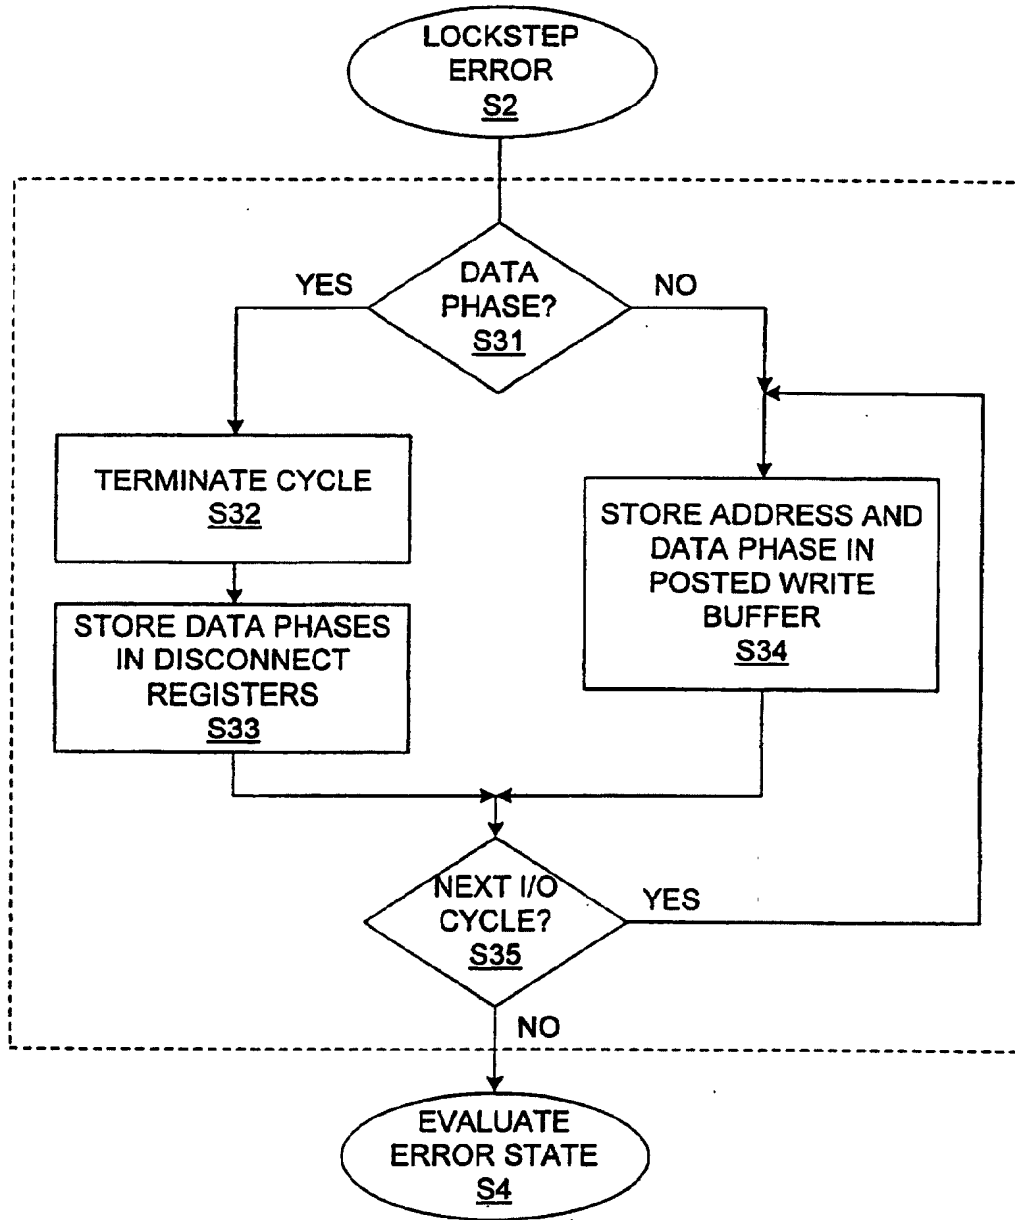 LOCKSTEP
ERROR
S2
DATA
PHASE?
S31
YES
NO
TERMINATE CYCLE
S32
STORE DATA PHASES
IN DISCONNECT
REGISTERS
S33
STORE ADDRESS AND
DATA PHASE IN
POSTED WRITE
BUFFER
S34
NEXT I/O
CYCLE?
S35
YES
NO
EVALUATE
ERROR STATE
S4